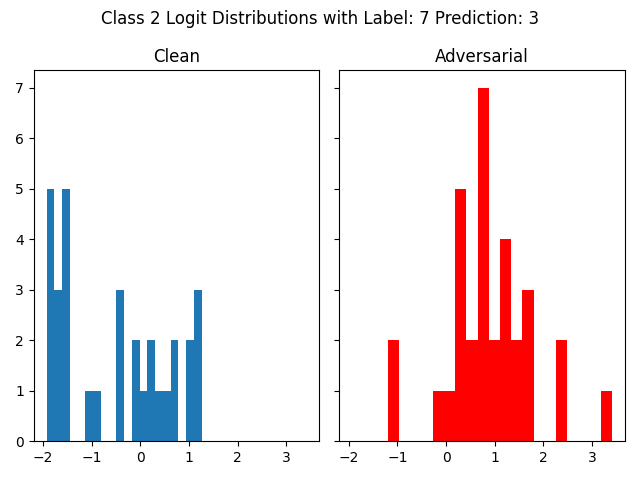 Class 2 Logit Distributions with Label: 7 Prediction: 3
Clean
Adversarial
7
6
5
4
3
2
1
0
−2 −1 0 1 2 3
−2 −1 0 1 2 3